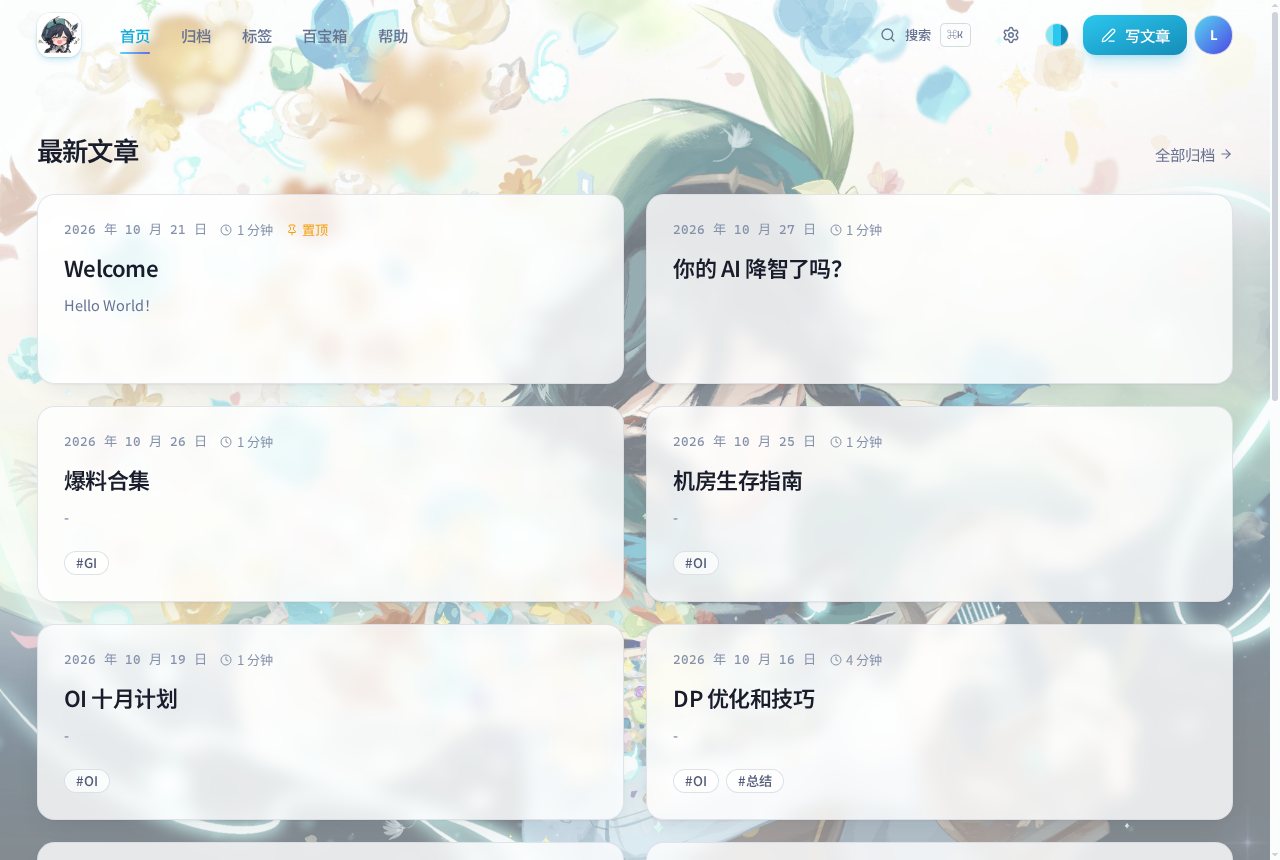 首页 归档 标签 百宝箱 帮助 搜索 ⌘K 写文章 L
最新文章
全部归档
2026 年 10 月 21 日 1 分钟 置顶
Welcome
Hello World!
2026 年 10 月 27 日 1 分钟
你的 AI 降智了吗?
2026 年 10 月 26 日 1 分钟
爆料合集
-
#GI
2026 年 10 月 25 日 1 分钟
机房生存指南
-
#OI
2026 年 10 月 19 日 1 分钟
OI 十月计划
-
#OI
2026 年 10 月 16 日 4 分钟
DP 优化和技巧
-
#OI #总结